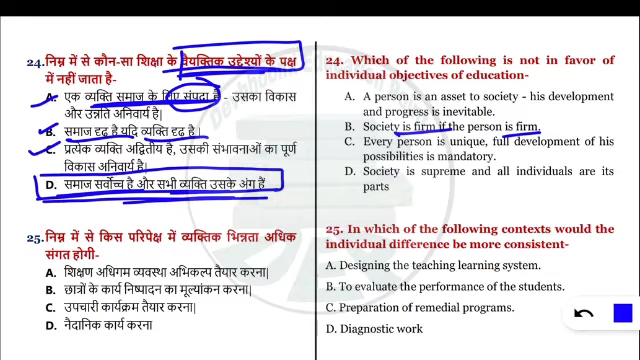 24. निम्न में से कौन-सा शिक्षा के वैयक्तिक उद्देश्यों के पक्ष
में नहीं जाता है
A. एक व्यक्ति समाज के लिए संपदा है - उसका विकास
और उन्नति अनिवार्य है।
B. समाज दृढ़ है यदि व्यक्ति दृढ़ है।
C. प्रत्येक व्यक्ति अद्वितीय है, उसकी संभावनाओं का पूर्ण
विकास अनिवार्य है।
D. समाज सर्वोच्च है और सभी व्यक्ति उसके अंग हैं
25. निम्न में से किस परिपेक्ष में व्यक्तिक भिन्नता अधिक
संगत होगी -
A. शिक्षण अधिगम व्यवस्था अभिकल्प तैयार करना|
B. छात्रों के कार्य निष्पादन का मूल्यांकन करना|
C. उपचारी कार्यक्रम तैयार करना|
D. नैदानिक कार्य करना
24. Which of the following is not in favor of
individual objectives of education
A. A person is an asset to society - his development
and progress is inevitable.
B. Society is firm if the person is firm.
C. Every person is unique, full development of his
possibilities is mandatory.
D. Society is supreme and all individuals are its
parts
25. In which of the following contexts would the
individual difference be more consistent-
A. Designing the teaching learning system.
B. To evaluate the performance of the students.
C. Preparation of remedial programs.
D. Diagnostic work